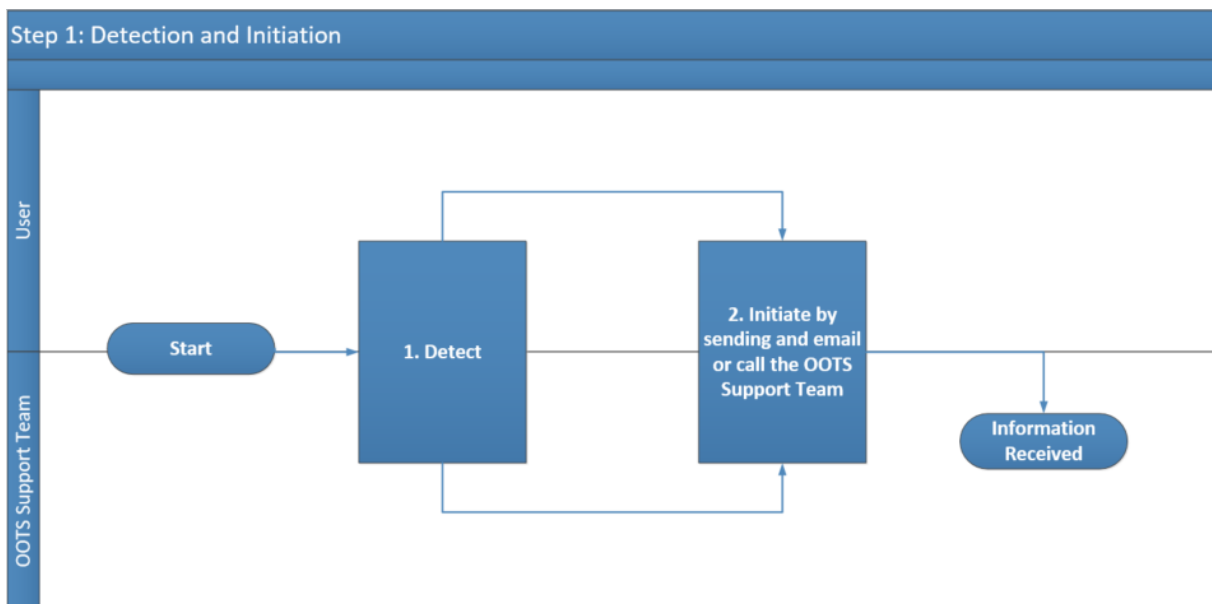 Step 1: Detection and Initiation
User
Start
1. Detect
2. Initiate by
sending and email
or call the OOTS
Support Team
OOTS Support Team
Information
Received